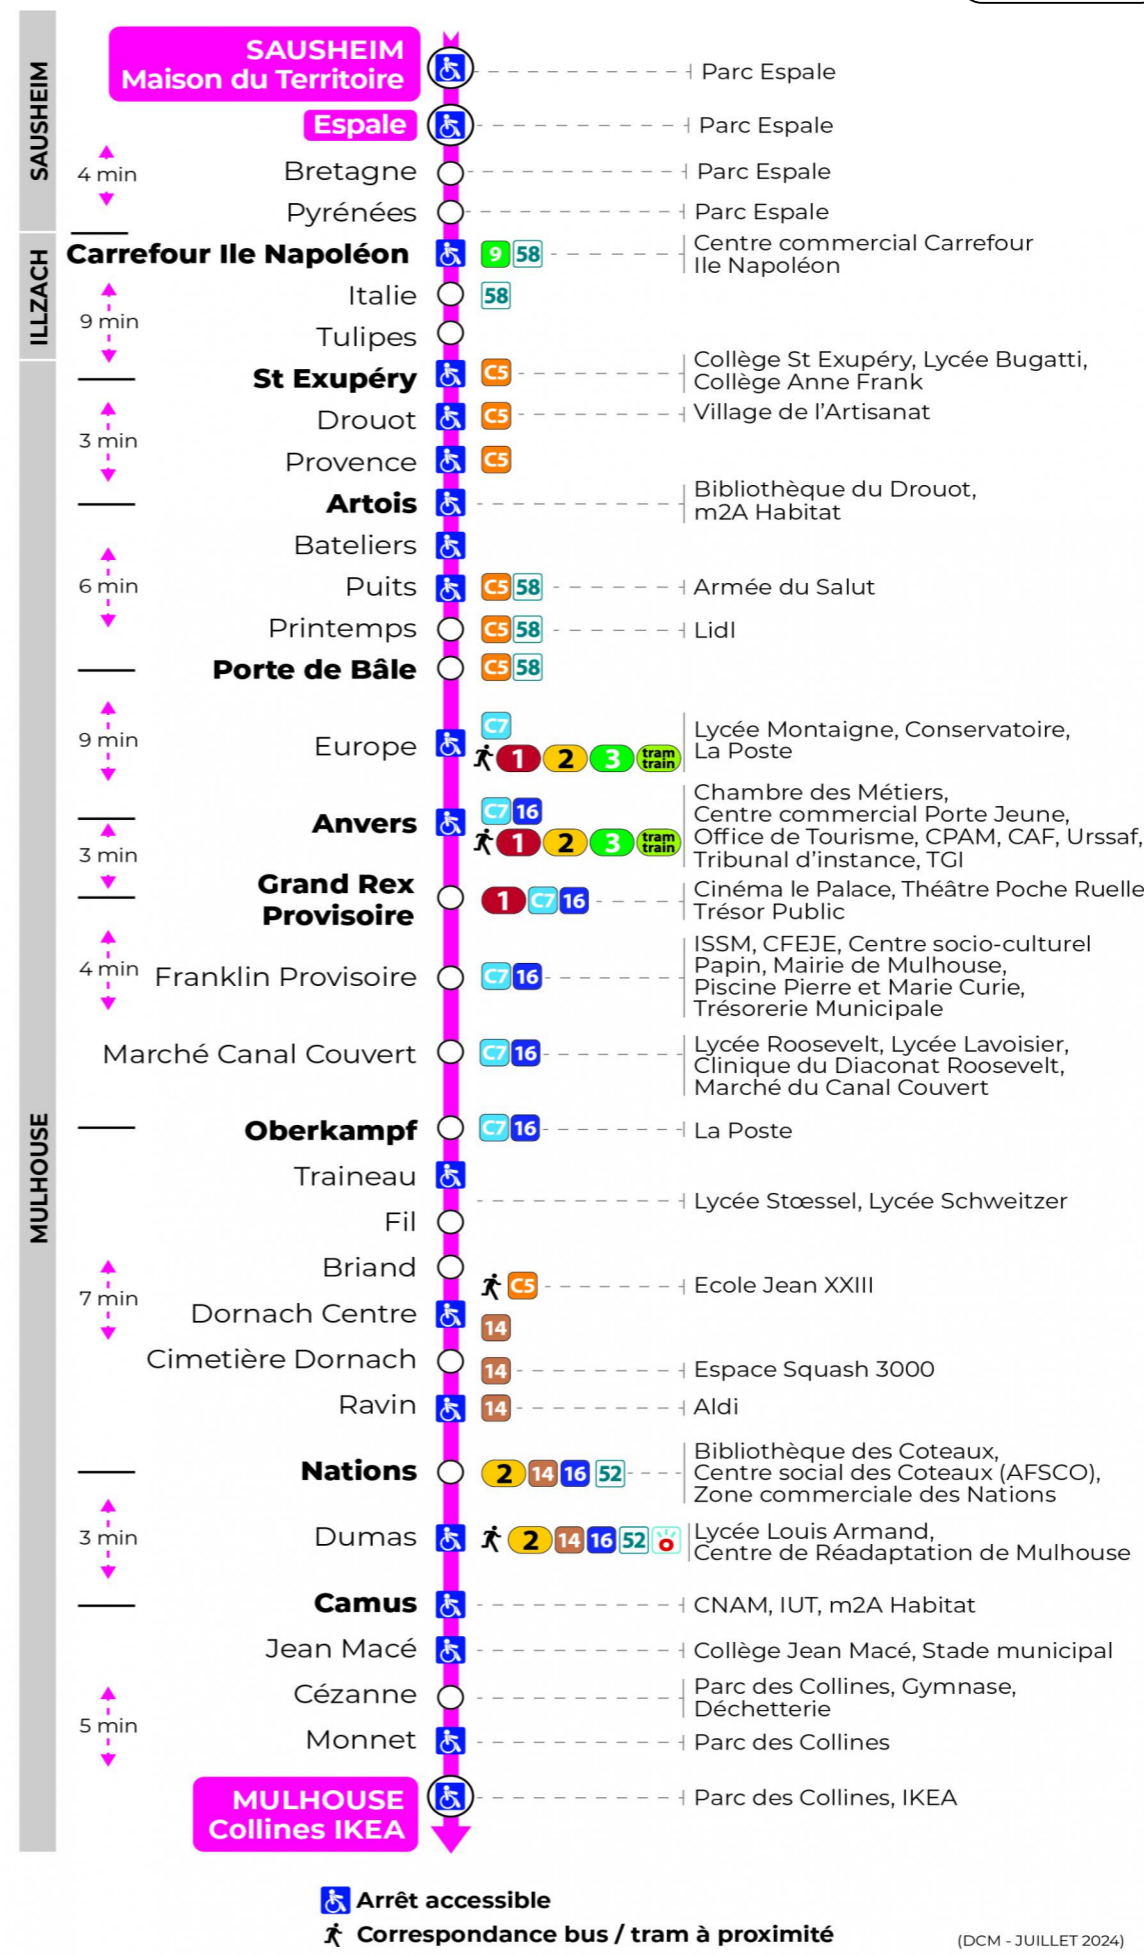 SAUSHEIM
SAUSHEIM
Maison du Territoire
Parc Espale
Espale
Parc Espale
4 min
Bretagne
Parc Espale
Pyrénées
Parc Espale
ILLZACH
Carrefour Ile Napoléon
9 58
Centre commercial Carrefour
Ile Napoléon
9 min
Italie
58
Tulipes
MULHOUSE
St Exupéry
C5
Collège St Exupéry, Lycée Bugatti,
Collège Anne Frank
3 min
Drouot
C5
Village de l'Artisanat
Provence
C5
Artois
Bibliothèque du Drouot,
m2A Habitat
6 min
Bateliers
Puits
C5 58
Armée du Salut
Printemps
C5 58
Lidl
Porte de Bâle
C5 58
9 min
Europe
C7
1 2 3 tram
train
Lycée Montaigne, Conservatoire,
La Poste
Anvers
C7 16
1 2 3 tram
train
Chambre des Métiers,
Centre commercial Porte Jeune,
Office de Tourisme, CPAM, CAF, Urssaf,
Tribunal d'instance, TGI
3 min
Grand Rex
Provisoire
1 C7 16
Cinéma le Palace, Théâtre Poche Ruelle
Trésor Public
4 min
Franklin Provisoire
C7 16
ISSM, CFEJE, Centre socio-culturel
Papin, Mairie de Mulhouse,
Piscine Pierre et Marie Curie,
Trésorerie Municipale
Marché Canal Couvert
C7 16
Lycée Roosevelt, Lycée Lavoisier,
Clinique du Diaconat Roosevelt,
Marché du Canal Couvert
Oberkampf
C7 16
La Poste
Traineau
Lycée Stœssel, Lycée Schweitzer
Fil
7 min
Briand
C5
Ecole Jean XXIII
Dornach Centre
14
Cimetière Dornach
14
Espace Squash 3000
Ravin
14
Aldi
Nations
2 14 16 52
Bibliothèque des Coteaux,
Centre social des Coteaux (AFSCO),
Zone commerciale des Nations
3 min
Dumas
2 14 16 52
Lycée Louis Armand,
Centre de Réadaptation de Mulhouse
Camus
CNAM, IUT, m2A Habitat
Jean Macé
Collège Jean Macé, Stade municipal
5 min
Cézanne
Parc des Collines, Gymnase,
Déchetterie
Monnet
Parc des Collines
MULHOUSE
Collines IKEA
Parc des Collines, IKEA
Arrêt accessible
Correspondance bus / tram à proximité
(DCM - JUILLET 2024)